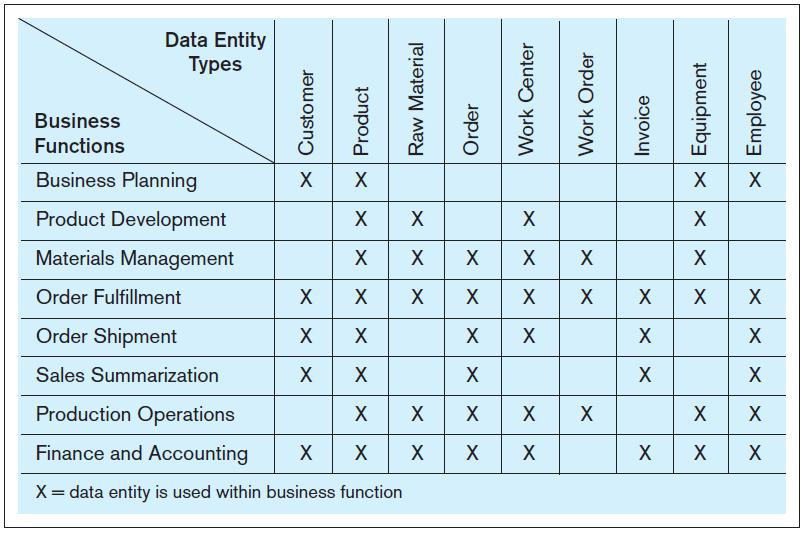 Data Entity
Types
Business
Functions
Customer
Product
Raw Material
Order
Work Center
Work Order
Invoice
Equipment
Employee
Business Planning X X X X
Product Development X X X X
Materials Management X X X X X X
Order Fulfillment X X X X X X X X X
Order Shipment X X X X X X
Sales Summarization X X X X X
Production Operations X X X X X X X
Finance and Accounting X X X X X X X X
X = data entity is used within business function